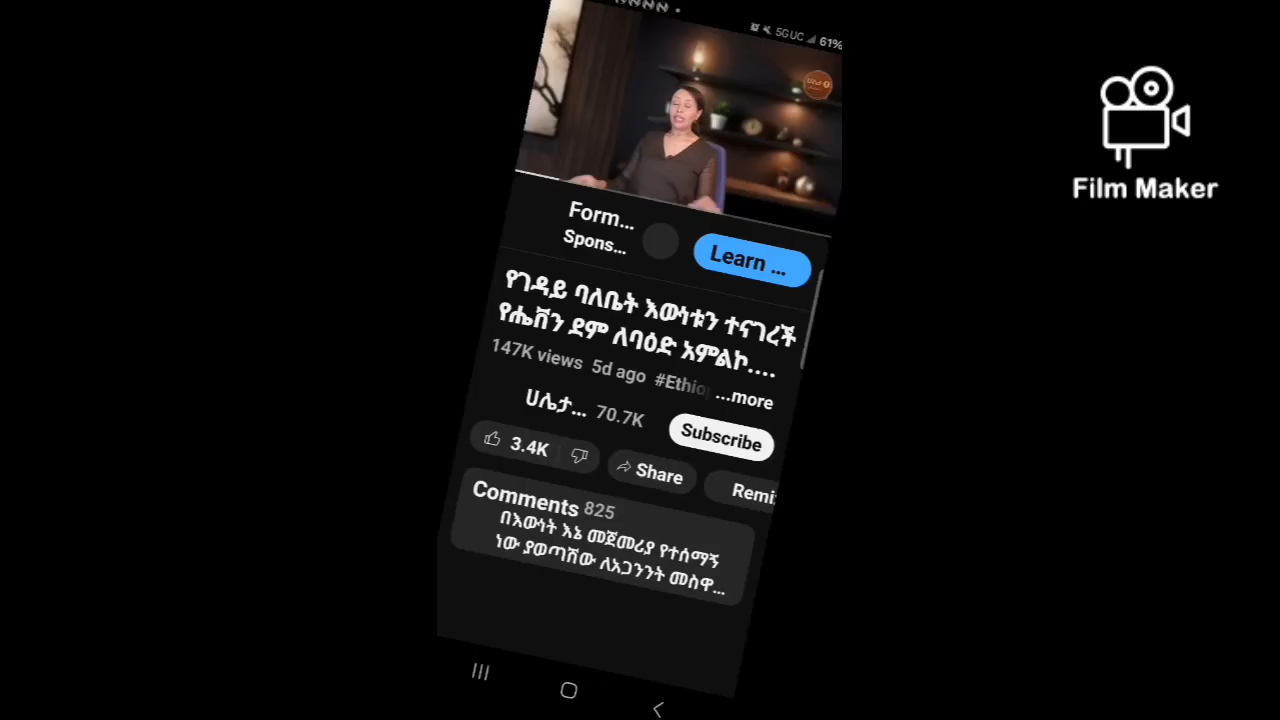 5G UC 61%
Film Maker
Form...
Spons...
Learn ...
የገዳይ ባለቤት እውነቱን ተናገረች
የሔቨን ደም ለባዕድ አምልኮ....
147K views 5d ago #Ethio ...more
ሀሌታ... 70.7K Subscribe
3.4K Share Remi
Comments 825
በእውነት እኔ መጀመሪያ የተሰማኝ
ነው ያወጣሽው ለአጋንንት መስዋ...